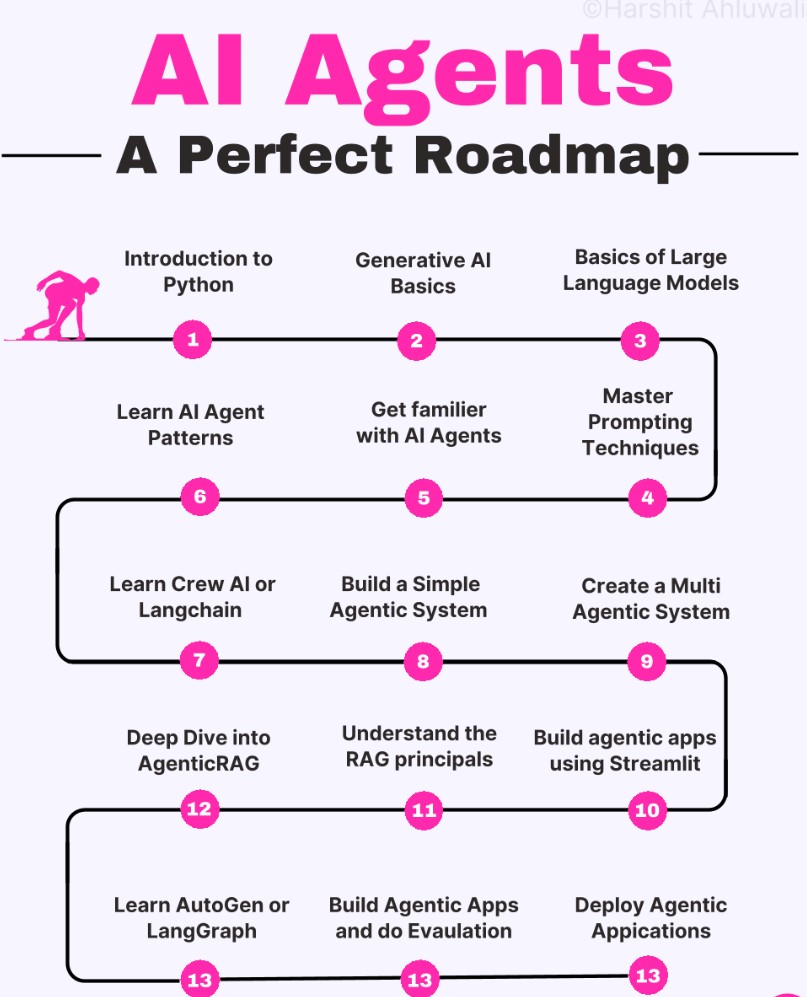 ©Harshit Ahluwali
AI Agents
A Perfect Roadmap
Introduction to
Python
1
Generative AI
Basics
2
Basics of Large
Language Models
3
Master
Prompting
Techniques
4
Get familier
with AI Agents
5
Learn AI Agent
Patterns
6
Learn Crew AI or
Langchain
7
Build a Simple
Agentic System
8
Create a Multi
Agentic System
9
Build agentic apps
using Streamlit
10
Understand the
RAG principals
11
Deep Dive into
AgenticRAG
12
Learn AutoGen or
LangGraph
13
Build Agentic Apps
and do Evaulation
13
Deploy Agentic
Appications
13